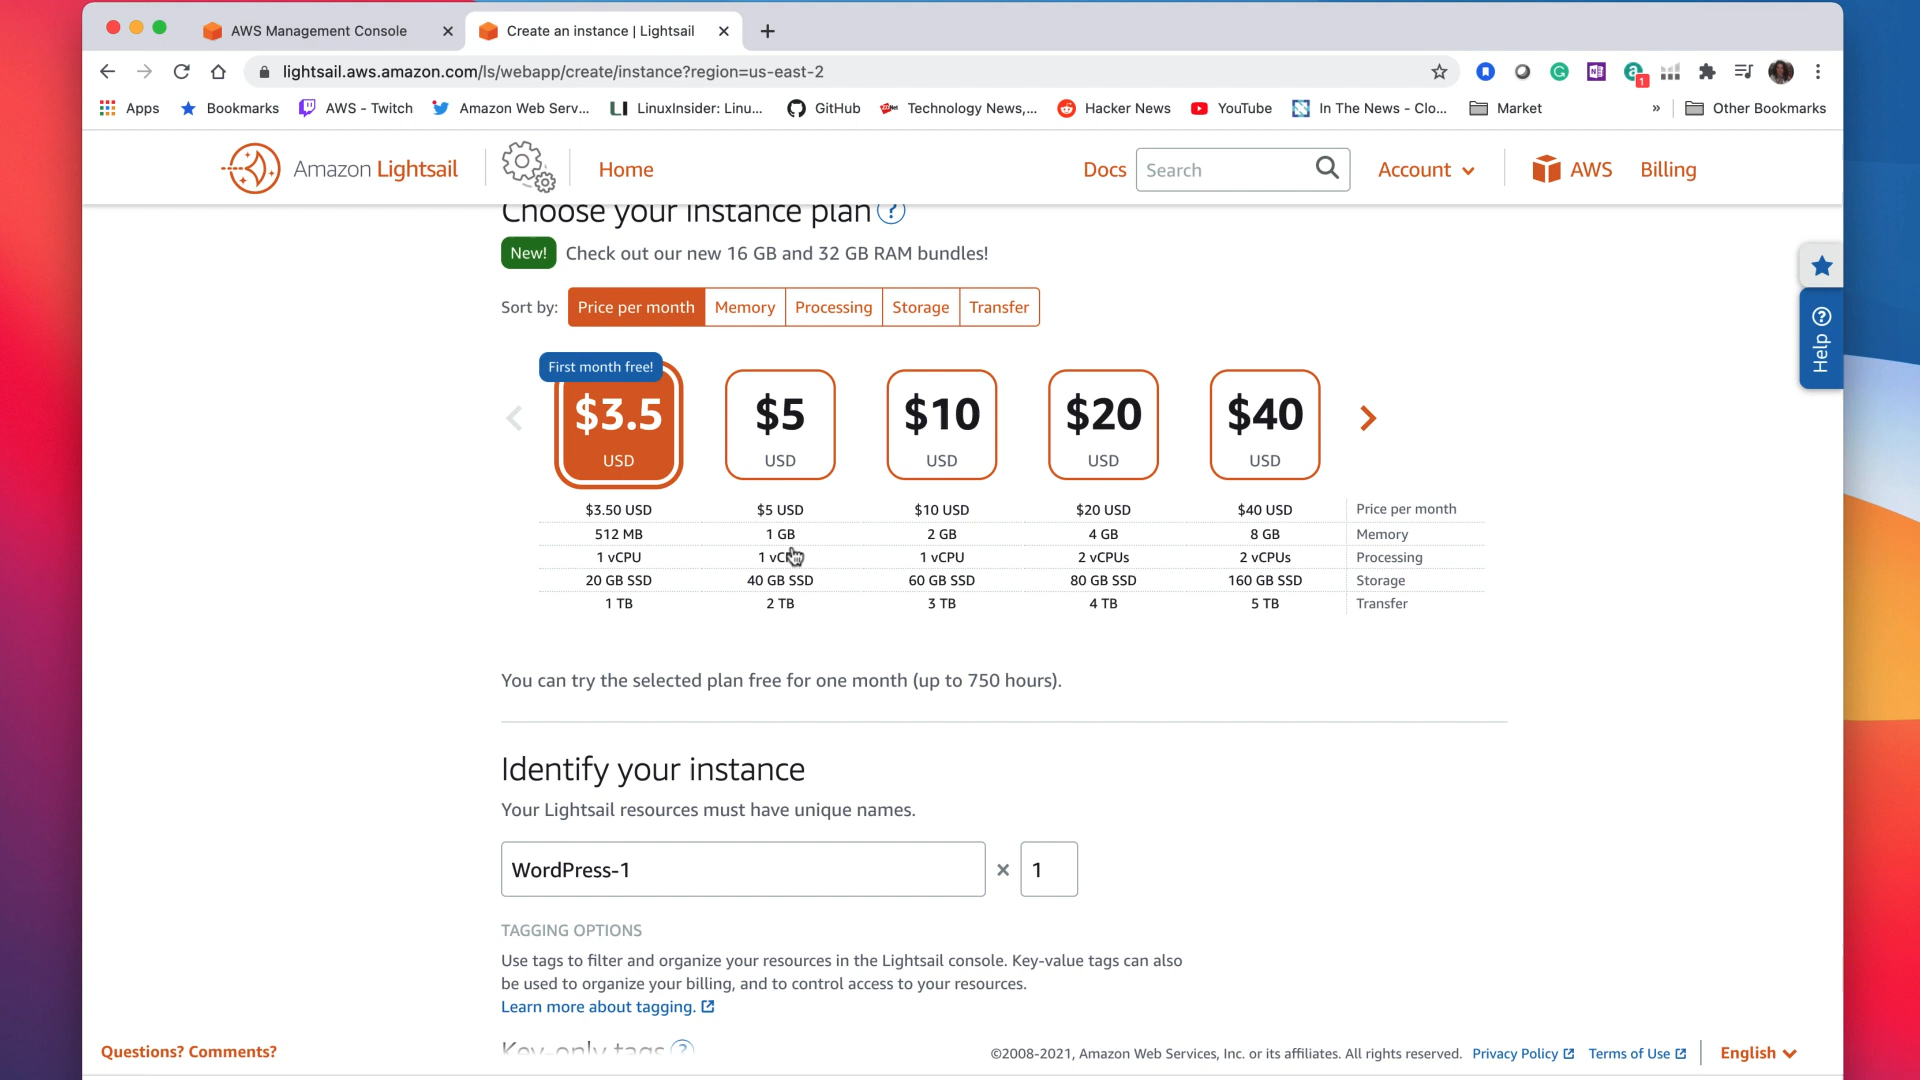 AWS Management Console
Create an instance | Lightsail
lightsail.aws.amazon.com/ls/webapp/create/instance?region=us-east-2
1
Apps Bookmarks AWS - Twitch Amazon Web Serv... LI LinuxInsider: Linu... GitHub Technology News,... Hacker News YouTube In The News - Clo... Market » Other Bookmarks
Amazon Lightsail Home Docs Search Account AWS Billing
Choose your instance plan ?
New! Check out our new 16 GB and 32 GB RAM bundles!
Sort by: Price per month Memory Processing Storage Transfer
Help ?
First month free!
$3.5 $5 $10 $20 $40
USD USD USD USD USD
$3.50 USD $5 USD $10 USD $20 USD $40 USD Price per month
512 MB 1 GB 2 GB 4 GB 8 GB Memory
1 vCPU 1 1 vCPU 2 vCPUs 2 vCPUs Processing
20 GB SSD 40 GB SSD 60 GB SSD 80 GB SSD 160 GB SSD Storage
1 TB 2 TB 3 TB 4 TB 5 TB Transfer
You can try the selected plan free for one month (up to 750 hours).
Identify your instance
Your Lightsail resources must have unique names.
WordPress-1 × 1
TAGGING OPTIONS
Use tags to filter and organize your resources in the Lightsail console. Key-value tags can also
be used to organize your billing, and to control access to your resources.
Learn more about tagging.
Key-only tags ?
Questions? Comments? ©2008-2021, Amazon Web Services, Inc. or its affiliates. All rights reserved. Privacy Policy Terms of Use English